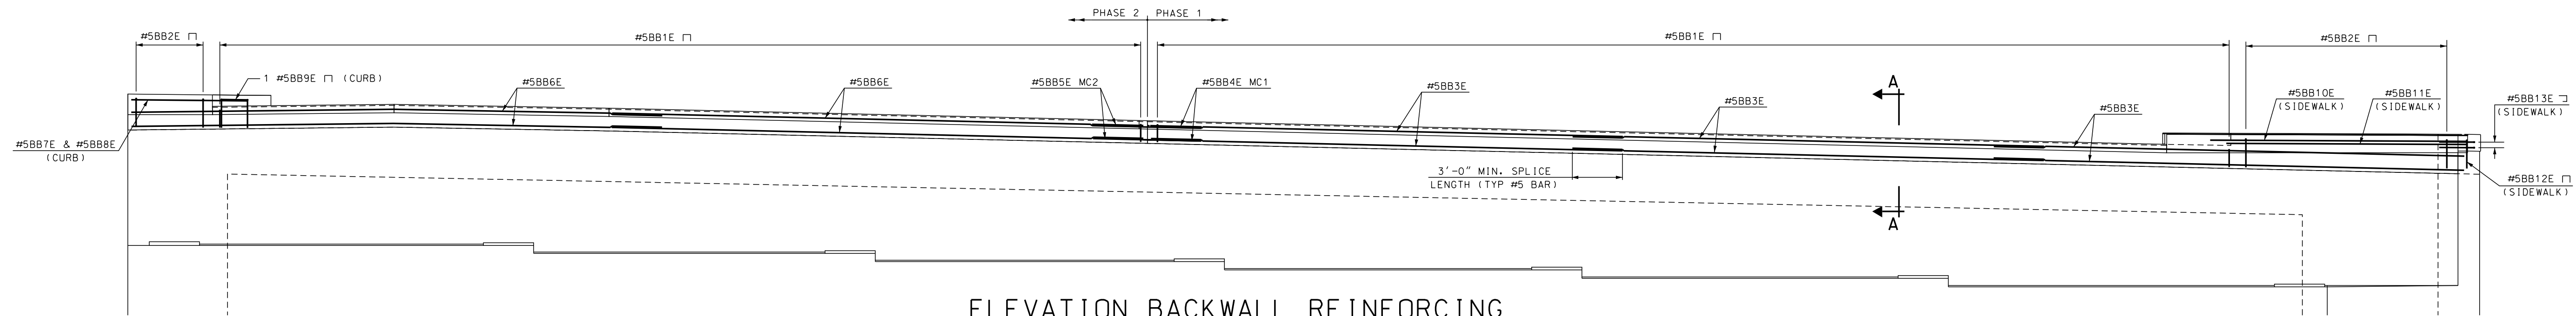 PHASE 2 PHASE 1
#5BB2E
#5BB1E
#5BB1E
#5BB2E
1 #5BB9E (CURB)
#5BB6E
#5BB6E
#5BB5E MC2
#5BB4E MC1
#5BB3E
#5BB3E
#5BB3E
#5BB10E
(SIDEWALK)
#5BB11E
(SIDEWALK)
#5BB13E
(SIDEWALK)
A
#5BB7E & #5BB8E
(CURB)
3'-0" MIN. SPLICE
LENGTH (TYP #5 BAR)
#5BB12E
(SIDEWALK)
A
ELEVATION BACKWALL REINFORCING